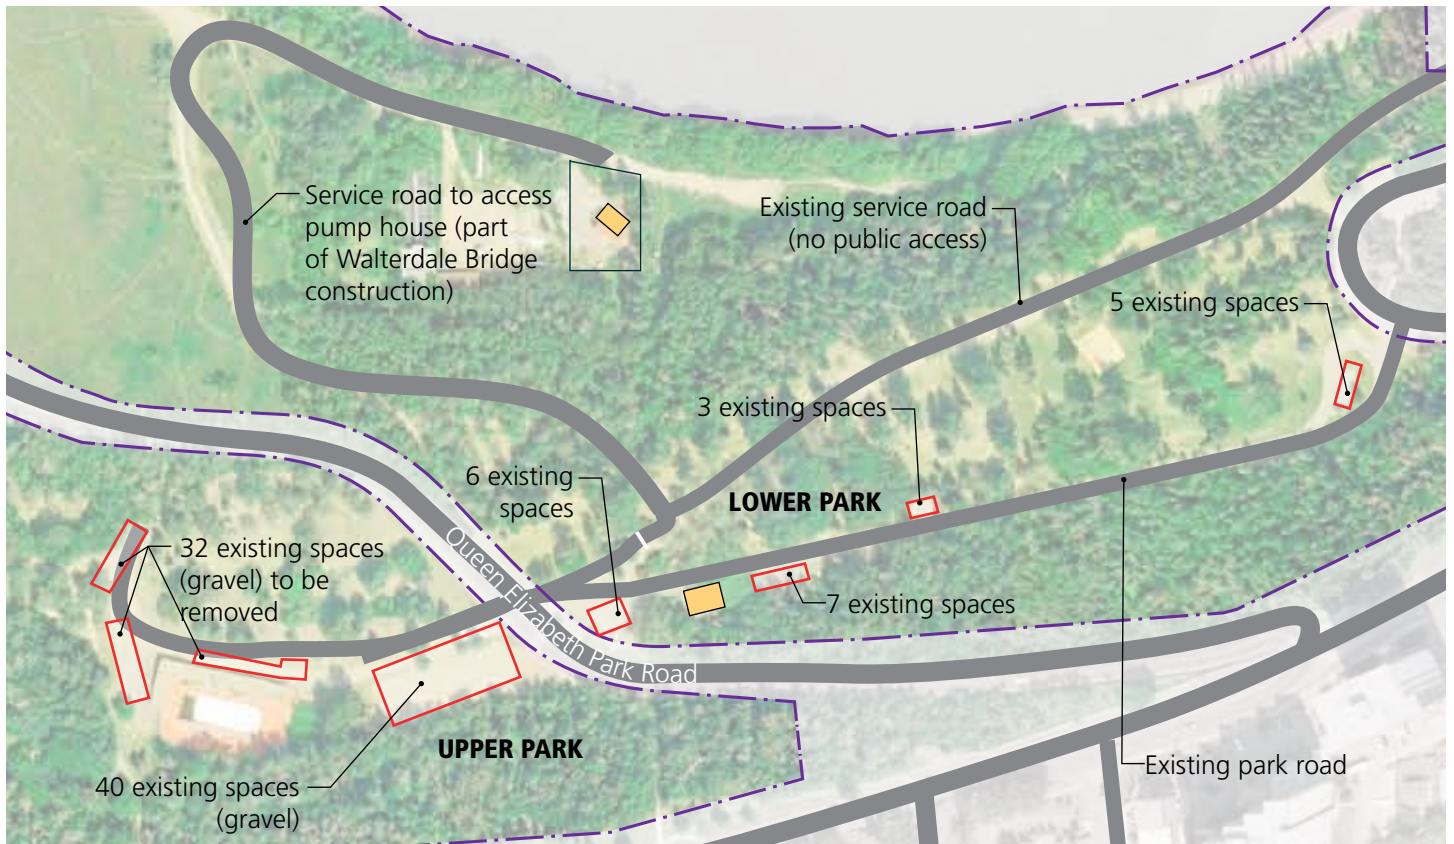 Service road to access
pump house (part
of Walterdale Bridge
construction)
Existing service road
(no public access)
5 existing spaces
3 existing spaces
6 existing
spaces
LOWER PARK
Queen Elizabeth Park Road
32 existing spaces
(gravel) to be
removed
7 existing spaces
UPPER PARK
40 existing spaces
(gravel)
Existing park road